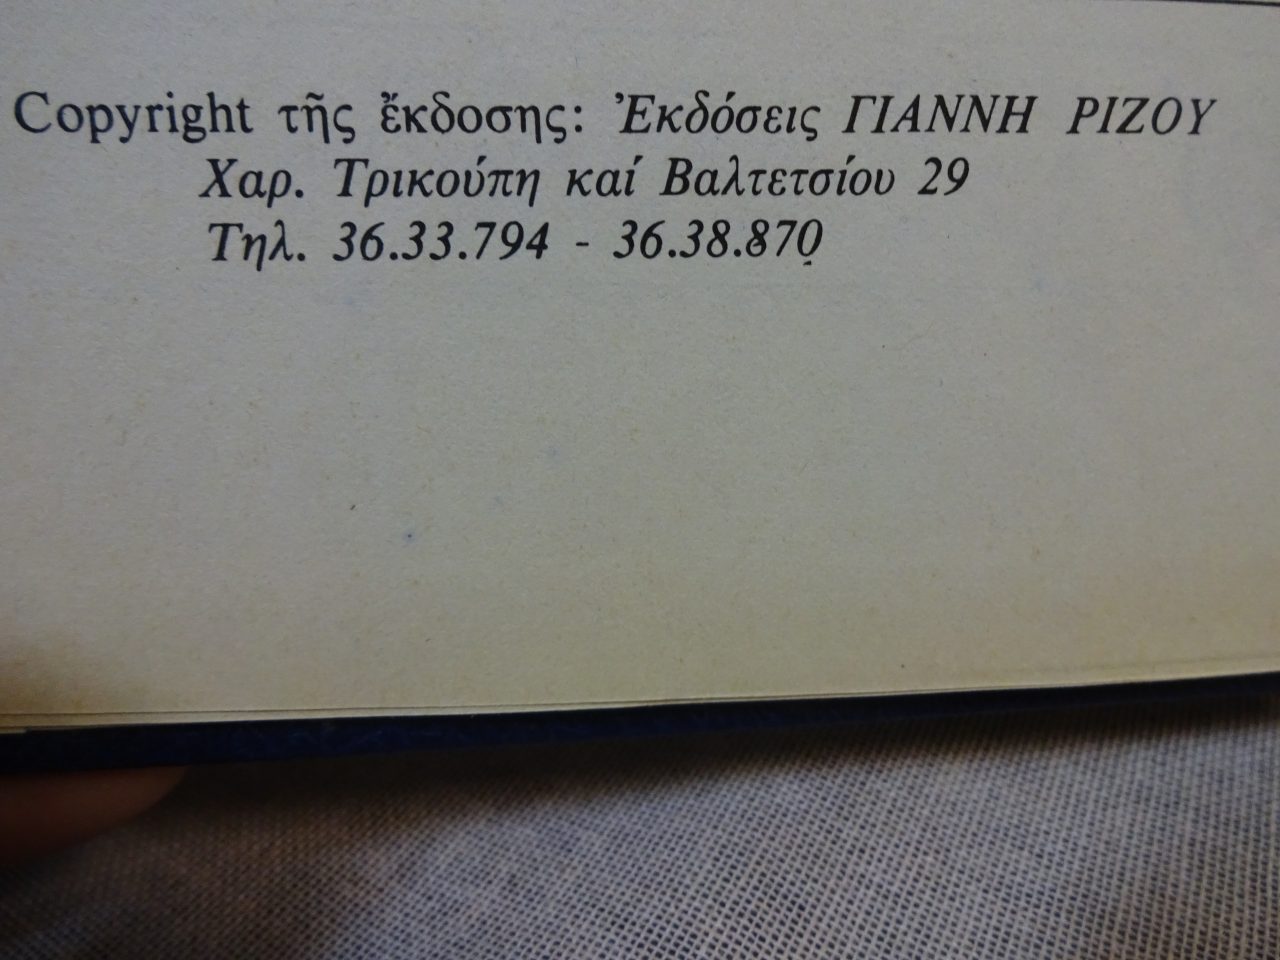 Copyright τῆς ἔκδοσης: Ἐκδόσεις ΓΙΑΝΝΗ ΡΙΖΟΥ
Χαρ. Τρικούπη καί Βαλτετσίου 29
Τηλ. 36.33.794 - 36.38.870